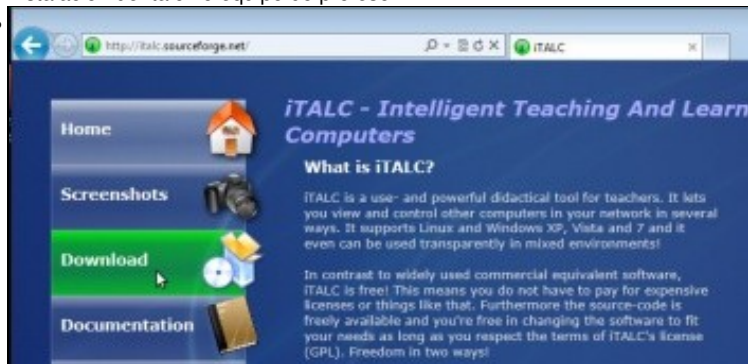 http://italc.sourceforge.net/
iTALC
Home
Screenshots
Download
Documentation
iTALC - Intelligent Teaching And Learn
Computers
What is iTALC?
iTALC is a use- and powerful didactical tool for teachers. It lets
you view and control other computers in your network in several
ways. It supports Linux and Windows XP, Vista and 7 and it
even can be used transparently in mixed environments!
In contrast to widely used commercial equivalent software,
iTALC is free! This means you do not have to pay for expensive
licenses or things like that. Furthermore the source-code is
freely available and you're free in changing the software to fit
your needs as long as you respect the terms of iTALC's license
(GPL). Freedom in two ways!